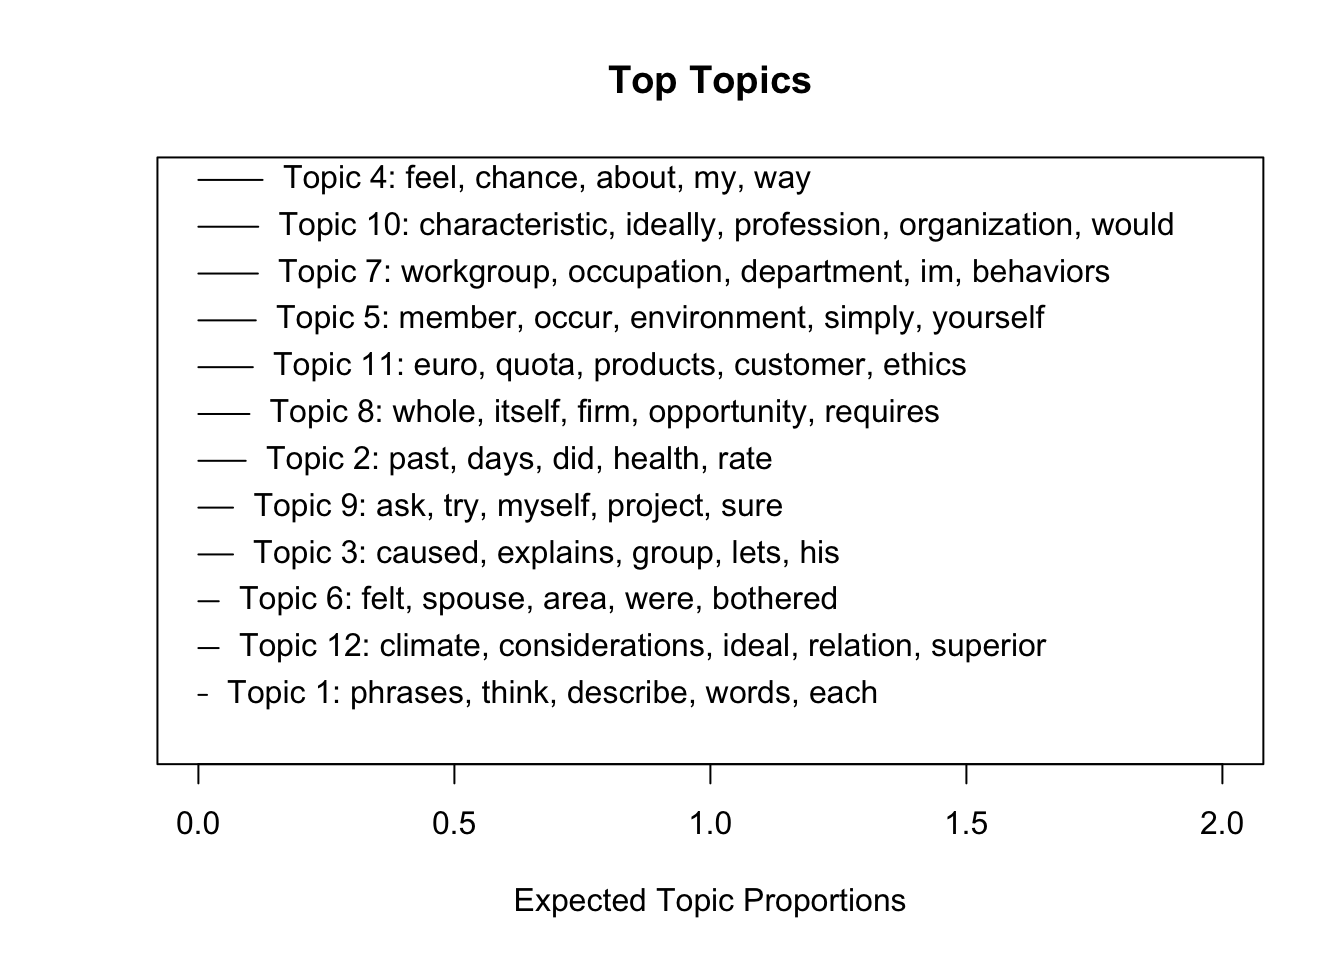 Top Topics
Topic 4: feel, chance, about, my, way
Topic 10: characteristic, ideally, profession, organization, would
Topic 7: workgroup, occupation, department, im, behaviors
Topic 5: member, occur, environment, simply, yourself
Topic 11: euro, quota, products, customer, ethics
Topic 8: whole, itself, firm, opportunity, requires
Topic 2: past, days, did, health, rate
Topic 9: ask, try, myself, project, sure
Topic 3: caused, explains, group, lets, his
Topic 6: felt, spouse, area, were, bothered
Topic 12: climate, considerations, ideal, relation, superior
Topic 1: phrases, think, describe, words, each
0.0 0.5 1.0 1.5 2.0
Expected Topic Proportions